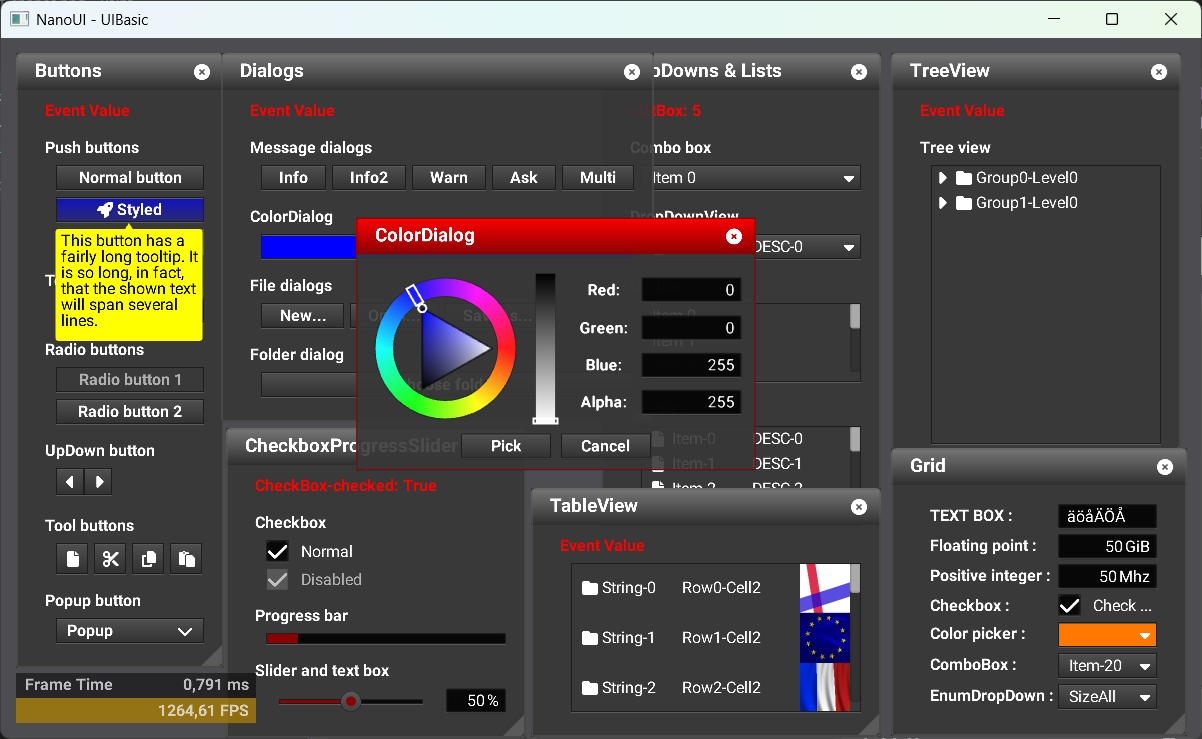 NanoUI - UIBasic
Buttons
Event Value
Push buttons
Normal button
Styled
This button has a
fairly long tooltip. It
is so long, in fact,
that the shown text
will span several
lines.
Radio buttons
Radio button 1
Radio button 2
UpDown button
Tool buttons
Popup button
Popup
Frame Time 0,791 ms
1264,61 FPS
Dialogs
Event Value
Message dialogs
Info Info2 Warn Ask Multi
ColorDialog
File dialogs
New...
Folder dialog
ColorDialog
Red: 0
Green: 0
Blue: 255
Alpha: 255
Pick Cancel
CheckboxProgressSlider
CheckBox-checked: True
Checkbox
Normal
Disabled
Progress bar
Slider and text box
50 %
pDowns & Lists
Box: 5
Combo box
Item 0
DropDownView
DESC-0
Item 0
Item 1
Item-0 DESC-0
Item-1 DESC-1
Item-2 DESC-2
TableView
Event Value
String-0 Row0-Cell2
String-1 Row1-Cell2
String-2 Row2-Cell2
TreeView
Event Value
Tree view
Group0-Level0
Group1-Level0
Grid
TEXT BOX : äöåÄÖÅ
Floating point : 50 GiB
Positive integer : 50 Mhz
Checkbox : Check ...
Color picker :
ComboBox : Item-20
EnumDropDown : SizeAll